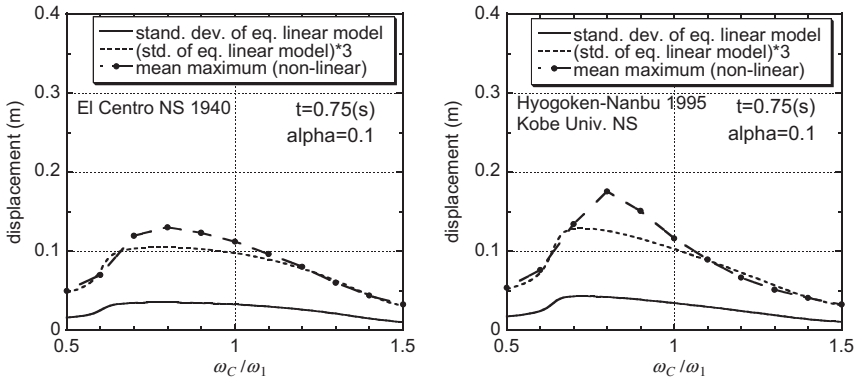 0.4
stand. dev. of eq. linear model
(std. of eq. linear model)*3
mean maximum (non-linear)
0.3
El Centro NS 1940
t=0.75(s)
alpha=0.1
displacement (m)
0.2
0.1
0
0.5
1
1.5
ω_C/ω_1
0.4
stand. dev. of eq. linear model
(std. of eq. linear model)*3
mean maximum (non-linear)
0.3
Hyogoken-Nanbu 1995
Kobe Univ. NS
t=0.75(s)
alpha=0.1
displacement (m)
0.2
0.1
0
0.5
1
1.5
ω_C/ω_1